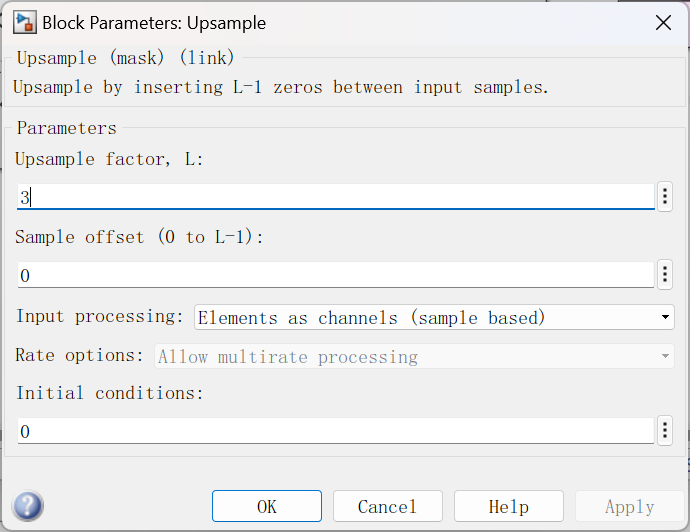 Block Parameters: Upsample
Upsample (mask) (link)
Upsample by inserting L-1 zeros between input samples.
Parameters
Upsample factor, L:
3
Sample offset (0 to L-1):
0
Input processing: Elements as channels (sample based)
Rate options: Allow multirate processing
Initial conditions:
0
OK Cancel Help Apply